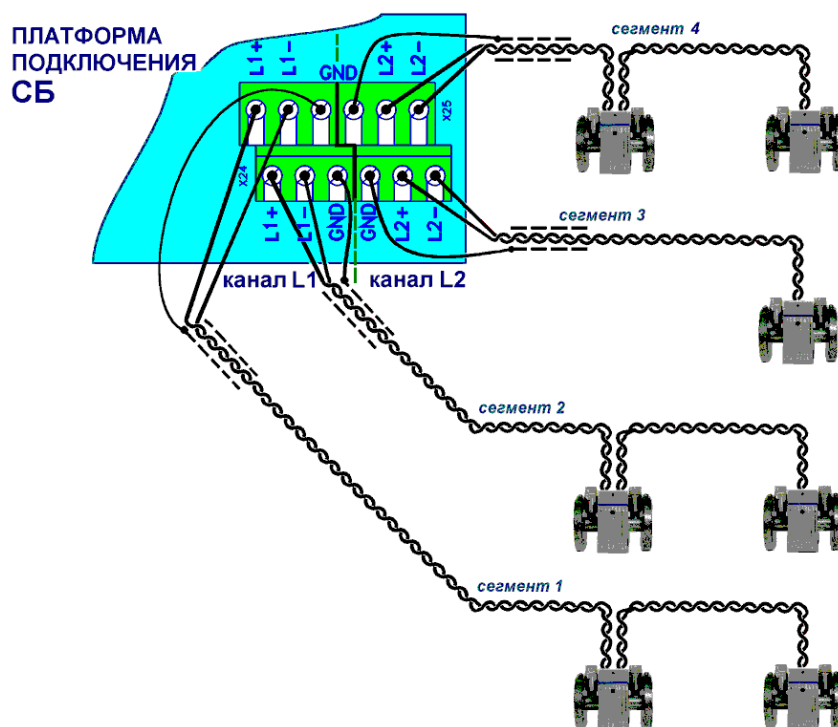 ПЛАТФОРМА
ПОДКЛЮЧЕНИЯ
СБ
L1+ L1- GND L2+ L2-
X25
X24
L1+ L1- GND GND L2+ L2-
канал L1 канал L2
сегмент 4
сегмент 3
сегмент 2
сегмент 1